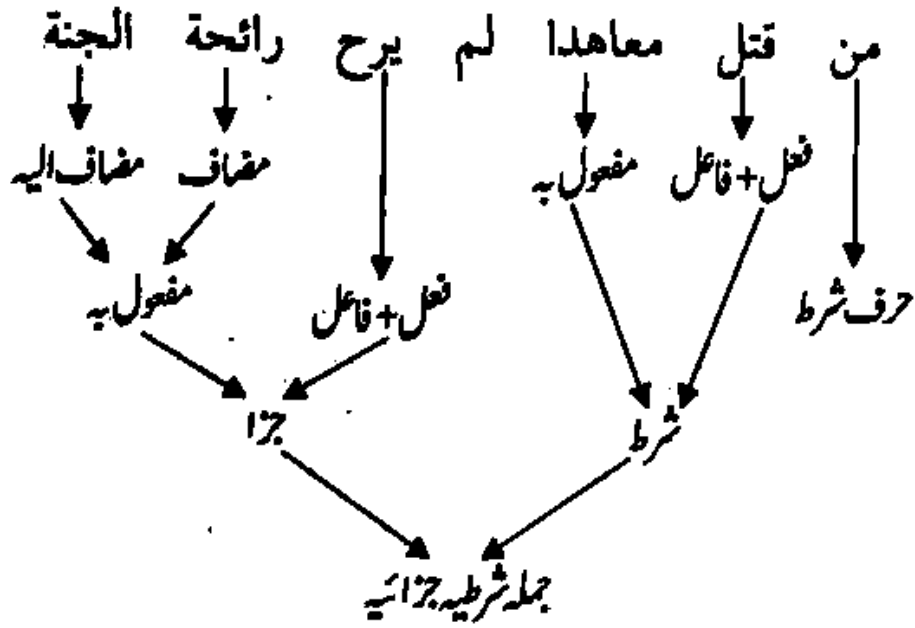 من قتل معاهدا لم يرح رائحة الجنة
فعل+فاعل مفعول بہ مضاف مضاف الیہ
حرف شرط فعل+فاعل مفعول بہ
شرط جزا
جملہ شرطیہ جزائیہ